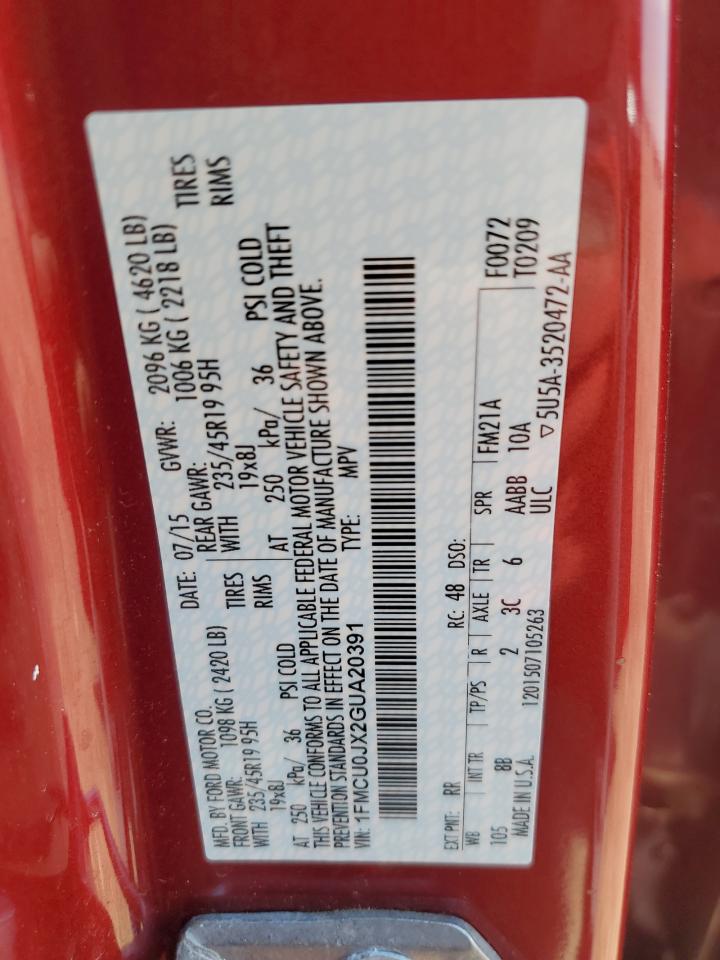 MFD. BY FORD MOTOR CO. DATE: 07/15 GVWR: 2096 KG ( 4620 LB)
FRONT GAWR: 1098 KG ( 2420 LB) REAR GAWR: 1006 KG ( 2218 LB)
WITH 235/45R19 95H TIRES WITH 235/45R19 95H TIRES
19x8J RIMS 19x8J RIMS
AT 250 kPa/ 36 PSI COLD AT 250 kPa/ 36 PSI COLD
THIS VEHICLE CONFORMS TO ALL APPLICABLE FEDERAL MOTOR VEHICLE SAFETY AND THEFT
PREVENTION STANDARDS IN EFFECT ON THE DATE OF MANUFACTURE SHOWN ABOVE.
VIN: 1FMCU0JX2GUA20391 TYPE: MPV
EXT PNT: RR RC: 48 DSO:
WB INT TR TP/PS R AXLE TR SPR FM21A F0072
105 8B 2 3C 6 AABB 10A T0209
MADE IN U.S.A. 1201507105263 ULC
▽5U5A-3520472-AA